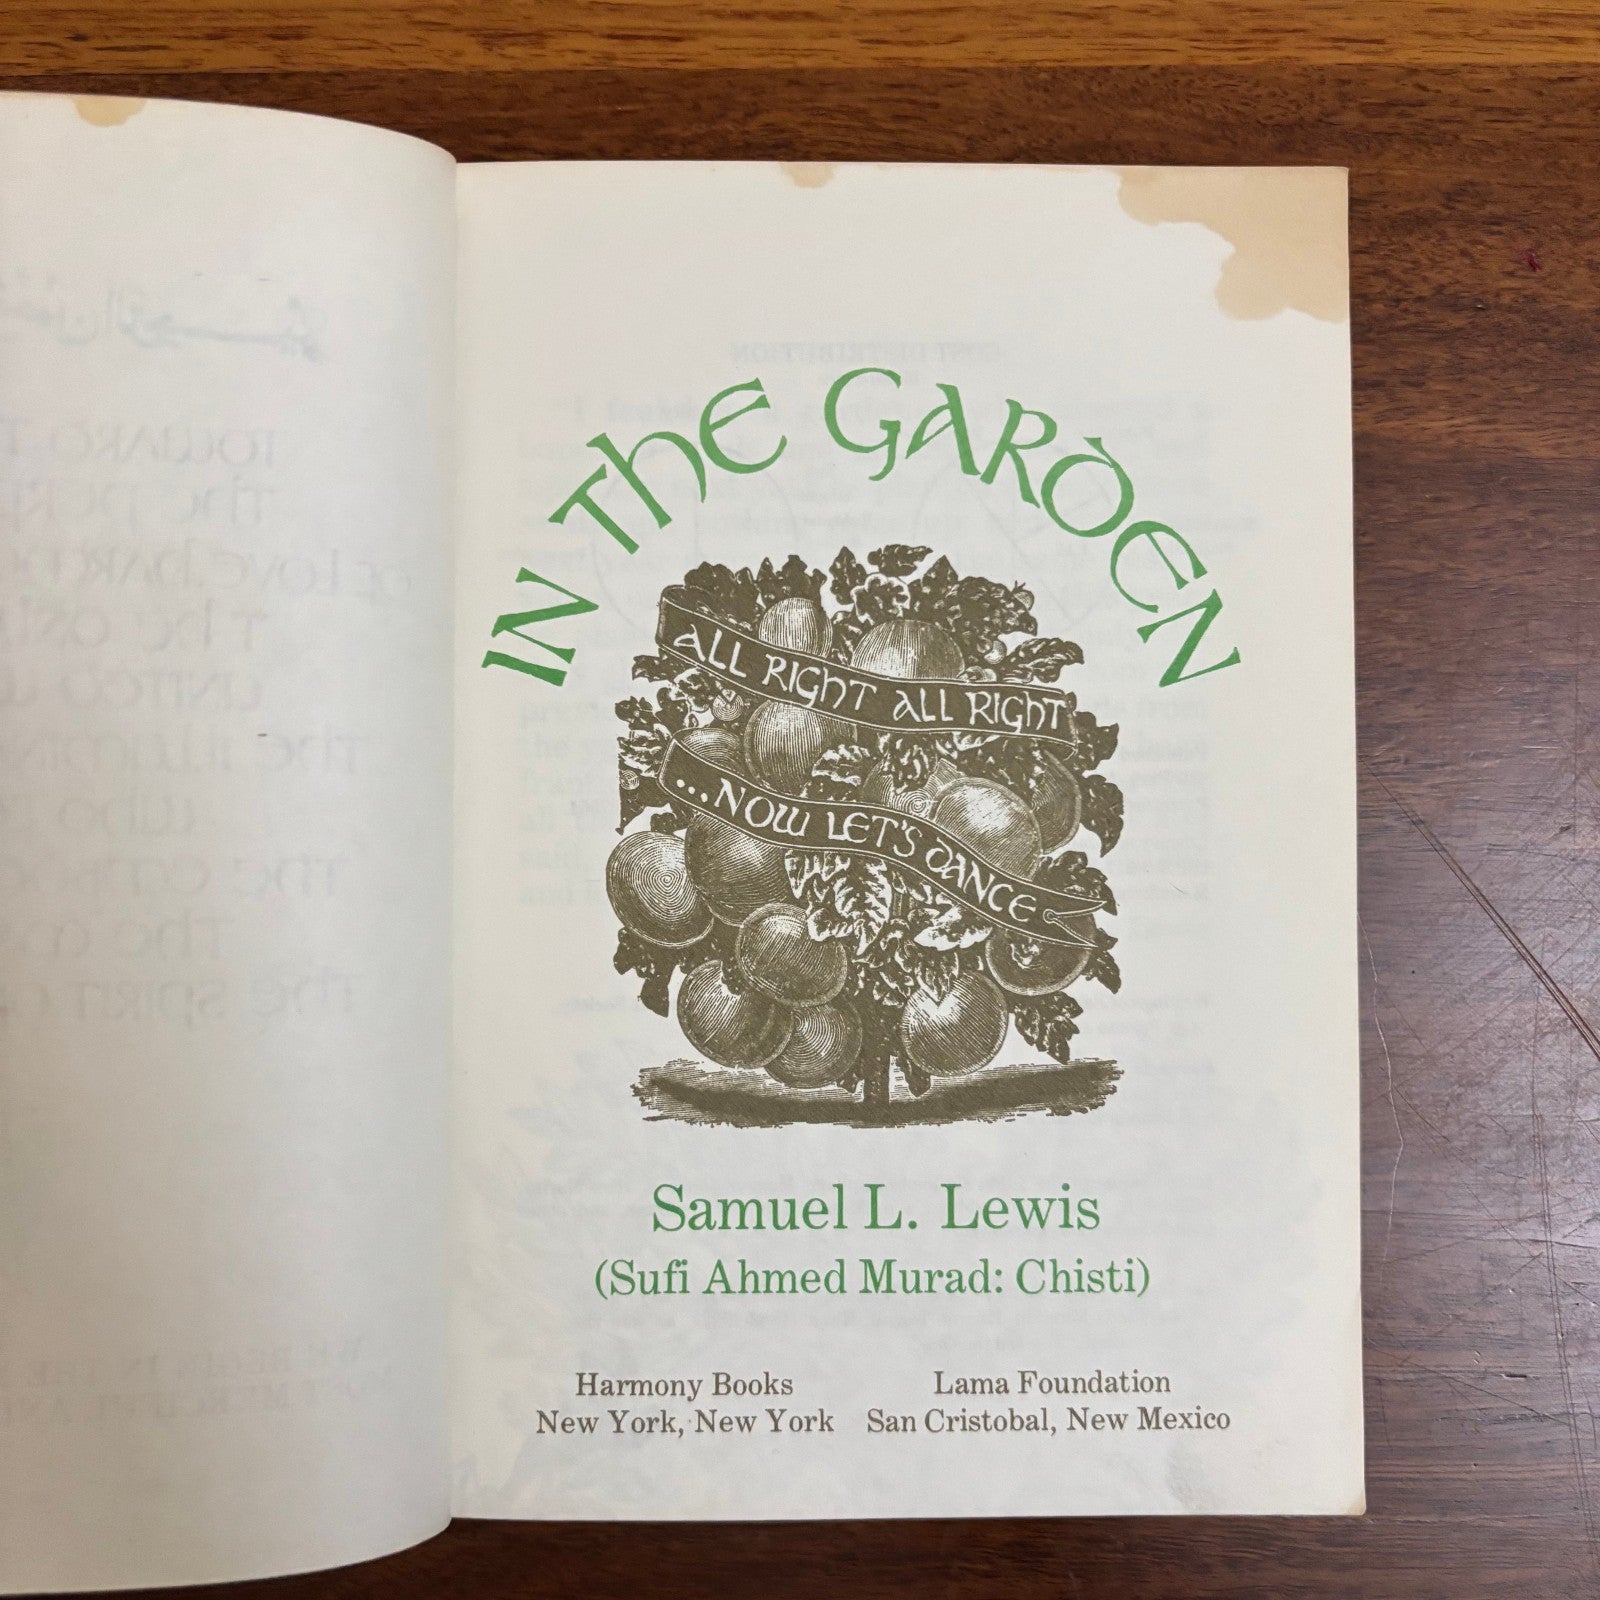 IN THE GARDEN
ALL RIGHT ALL RIGHT
...NOW LET'S DANCE
Samuel L. Lewis
(Sufi Ahmed Murad: Chisti)
Harmony Books
New York, New York
Lama Foundation
San Cristobal, New Mexico